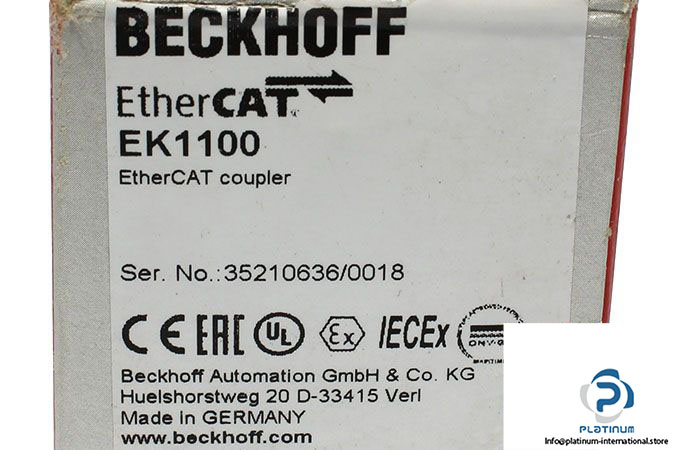 BECKHOFF
EtherCAT
EK1100
EtherCAT coupler
Ser. No.:35210636/0018
CE EAC UL Ex IECEx
MARITIME
Beckhoff Automation GmbH & Co. KG
Huelshorstweg 20 D-33415 Verl
Made in GERMANY
www.beckhoff.com
PLATINUM
Info@platinum-international.store